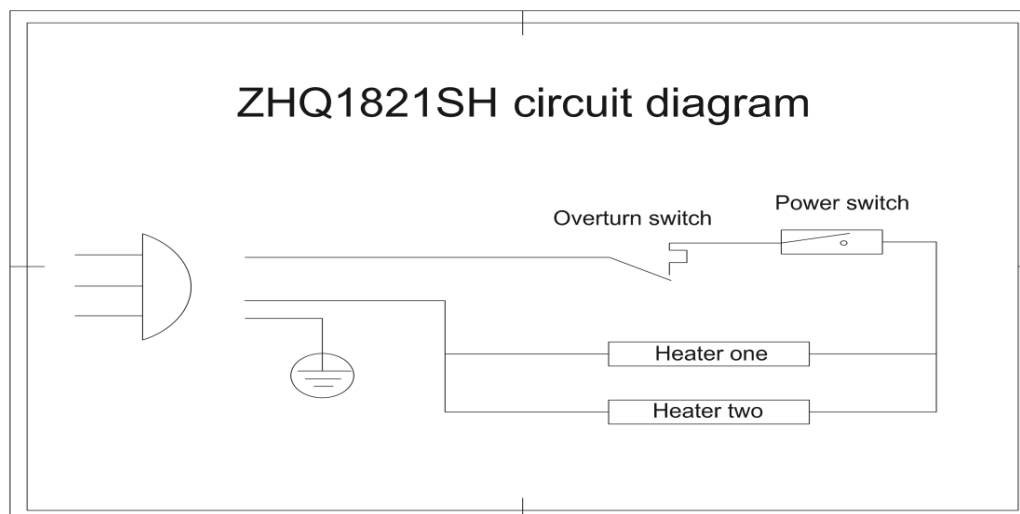 ZHQ1821SH circuit diagram
Power switch
Overturn switch
Heater one
Heater two